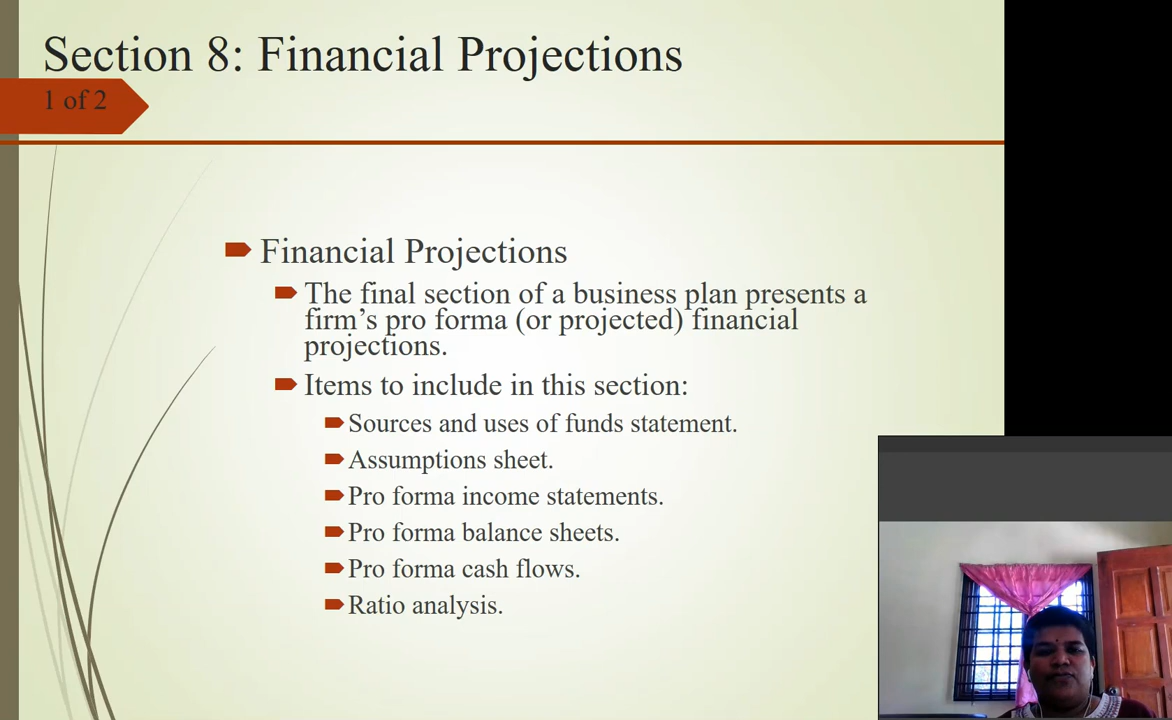 Section 8: Financial Projections
1 of 2
Financial Projections
The final section of a business plan presents a
firm’s pro forma (or projected) financial
projections.
Items to include in this section:
Sources and uses of funds statement.
Assumptions sheet.
Pro forma income statements.
Pro forma balance sheets.
Pro forma cash flows.
Ratio analysis.